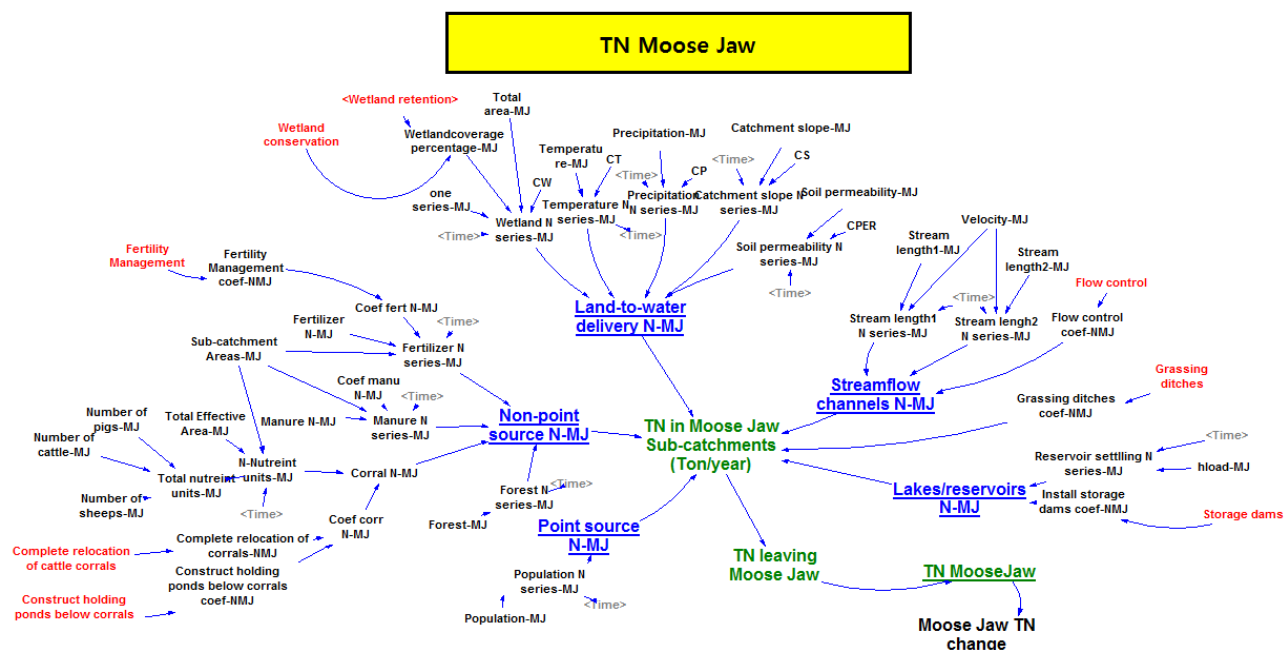 TN Moose Jaw
<Wetland retention>
Total
area-MJ
Wetland
conservation
Wetlandcoverage
percentage-MJ
Precipitation-MJ
Catchment slope-MJ
Temperatu
re-MJ
CT
<Time>
CP
<Time>
CS
one
series-MJ
CW
Temperature N
series-MJ
Precipitation
N series-MJ
Catchment slope N
series-MJ
Soil permeability-MJ
<Time>
Wetland N
series-MJ
<Time>
CPER
Velocity-MJ
Soil permeability N
series-MJ
Stream
length1-MJ
Stream
length2-MJ
<Time>
Fertility
Management
Fertility
Management
coef-NMJ
Flow control
<Time>
Coef fert N-MJ
Land-to-water
delivery N-MJ
Stream length1
N series-MJ
Stream lengh2
N series-MJ
Flow control
coef-NMJ
Fertilizer
N-MJ
<Time>
Sub-catchment
Areas-MJ
Fertilizer N
series-MJ
Coef manu
N-MJ
<Time>
Streamflow
channels N-MJ
Grassing
ditches
Grassing ditches
coef-NMJ
Number of
pigs-MJ
Total Effective
Area-MJ
Manure N-MJ
Manure N
series-MJ
Non-point
source N-MJ
TN in Moose Jaw
Sub-catchments
(Ton/year)
<Time>
Number of
cattle-MJ
Total nutreint
units-MJ
N-Nutreint
units-MJ
Corral N-MJ
Reservoir settlling N
series-MJ
hload-MJ
Number of
sheeps-MJ
<Time>
Forest N
series-MJ
<Time>
Lakes/reservoirs
N-MJ
Install storage
dams coef-NMJ
Storage dams
Coef corr
N-MJ
Forest-MJ
Point source
N-MJ
Complete relocation
of cattle corrals
Complete relocation of
corrals-NMJ
Construct holding
ponds below corrals
coef-NMJ
Construct holding
ponds below corrals
Population N
series-MJ
<Time>
Population-MJ
TN leaving
Moose Jaw
TN MooseJaw
Moose Jaw TN
change